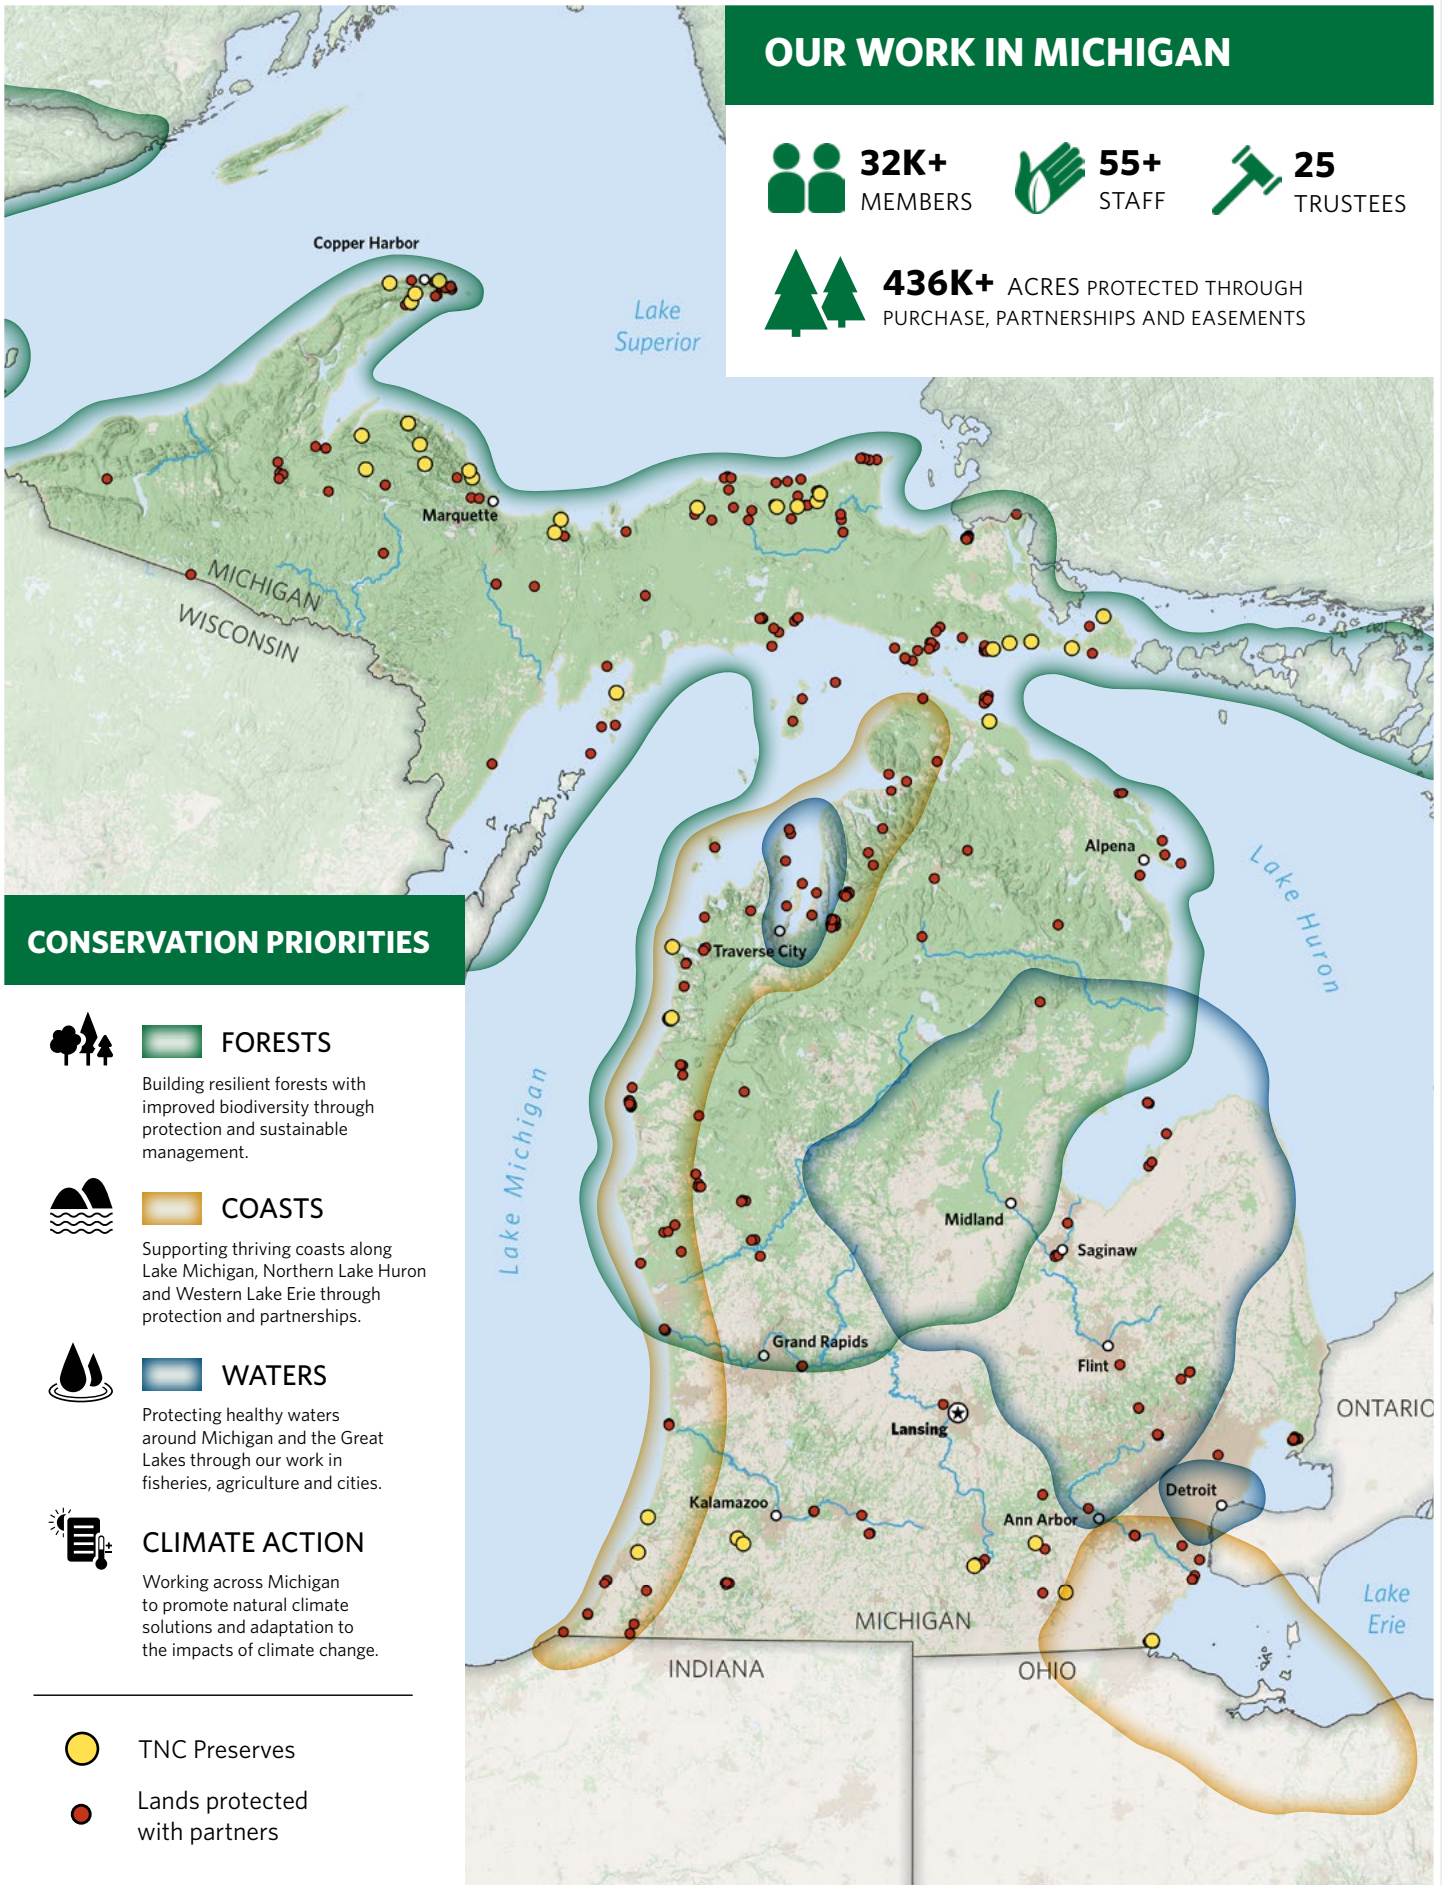 OUR WORK IN MICHIGAN
32K+
MEMBERS
55+
STAFF
25
TRUSTEES
436K+ ACRES PROTECTED THROUGH
PURCHASE, PARTNERSHIPS AND EASEMENTS
Copper Harbor
Lake
Superior
Marquette
MICHIGAN
WISCONSIN
Alpena
Lake Huron
Traverse City
Lake Michigan
Midland
Saginaw
Grand Rapids
Flint
ONTARIO
Lansing
Detroit
Kalamazoo
Ann Arbor
Lake
Erie
MICHIGAN
INDIANA
OHIO
CONSERVATION PRIORITIES
FORESTS
Building resilient forests with
improved biodiversity through
protection and sustainable
management.
COASTS
Supporting thriving coasts along
Lake Michigan, Northern Lake Huron
and Western Lake Erie through
protection and partnerships.
WATERS
Protecting healthy waters
around Michigan and the Great
Lakes through our work in
fisheries, agriculture and cities.
CLIMATE ACTION
Working across Michigan
to promote natural climate
solutions and adaptation to
the impacts of climate change.
TNC Preserves
Lands protected
with partners